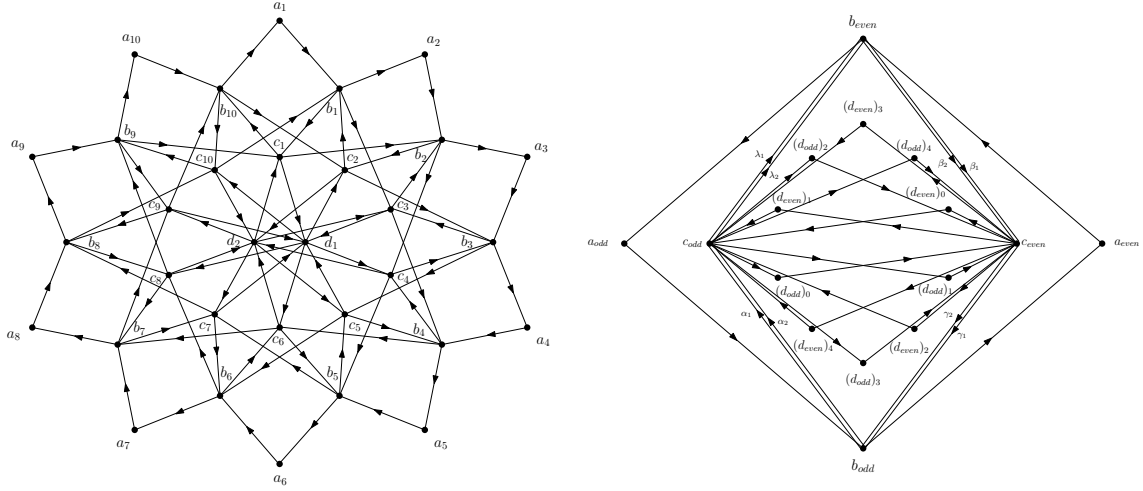 a₁
a₁₀
a₂
b₁₀
b₁
b₉
a₉
c₁
c₁₀
c₂
b₂
a₃
c₉
c₃
b₈
d₂
d₁
b₃
c₈
c₄
a₈
b₇
c₇
c₆
c₅
b₄
a₄
b₆
b₅
a₇
a₅
a₆
b_even
(d_even)₃
(d_odd)₂
(d_even)₄
λ₁
λ₂
β₂
β₁
(d_even)₁
(d_even)₀
a_odd
c_odd
c_even
a_even
(d_odd)₀
(d_odd)₁
α₁
α₂
γ₂
γ₁
(d_even)₄
(d_even)₂
(d_odd)₃
b_odd